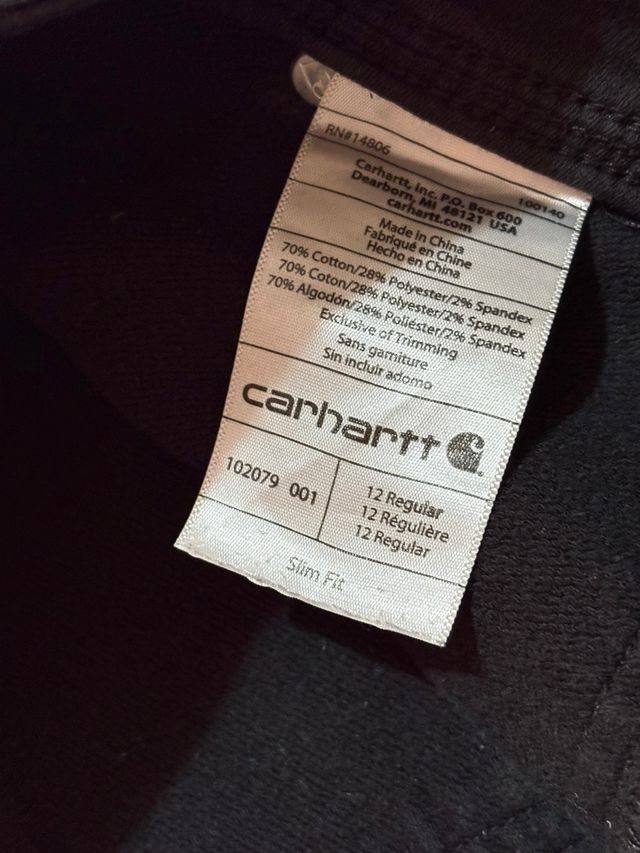 RN#14806
100140
Carhartt, Inc. P.O. Box 600
Dearborn, MI 48121 USA
carhartt.com
Made in China
Fabriqué en Chine
Hecho en China
70% Cotton/28% Polyester/2% Spandex
70% Coton/28% Polyester/2% Spandex
70% Algodón/28% Poliéster/2% Spandex
Exclusive of Trimming
Sans garniture
Sin incluir adorno
carhartt
102079 001
12 Regular
12 Régulière
12 Regular
Slim Fit